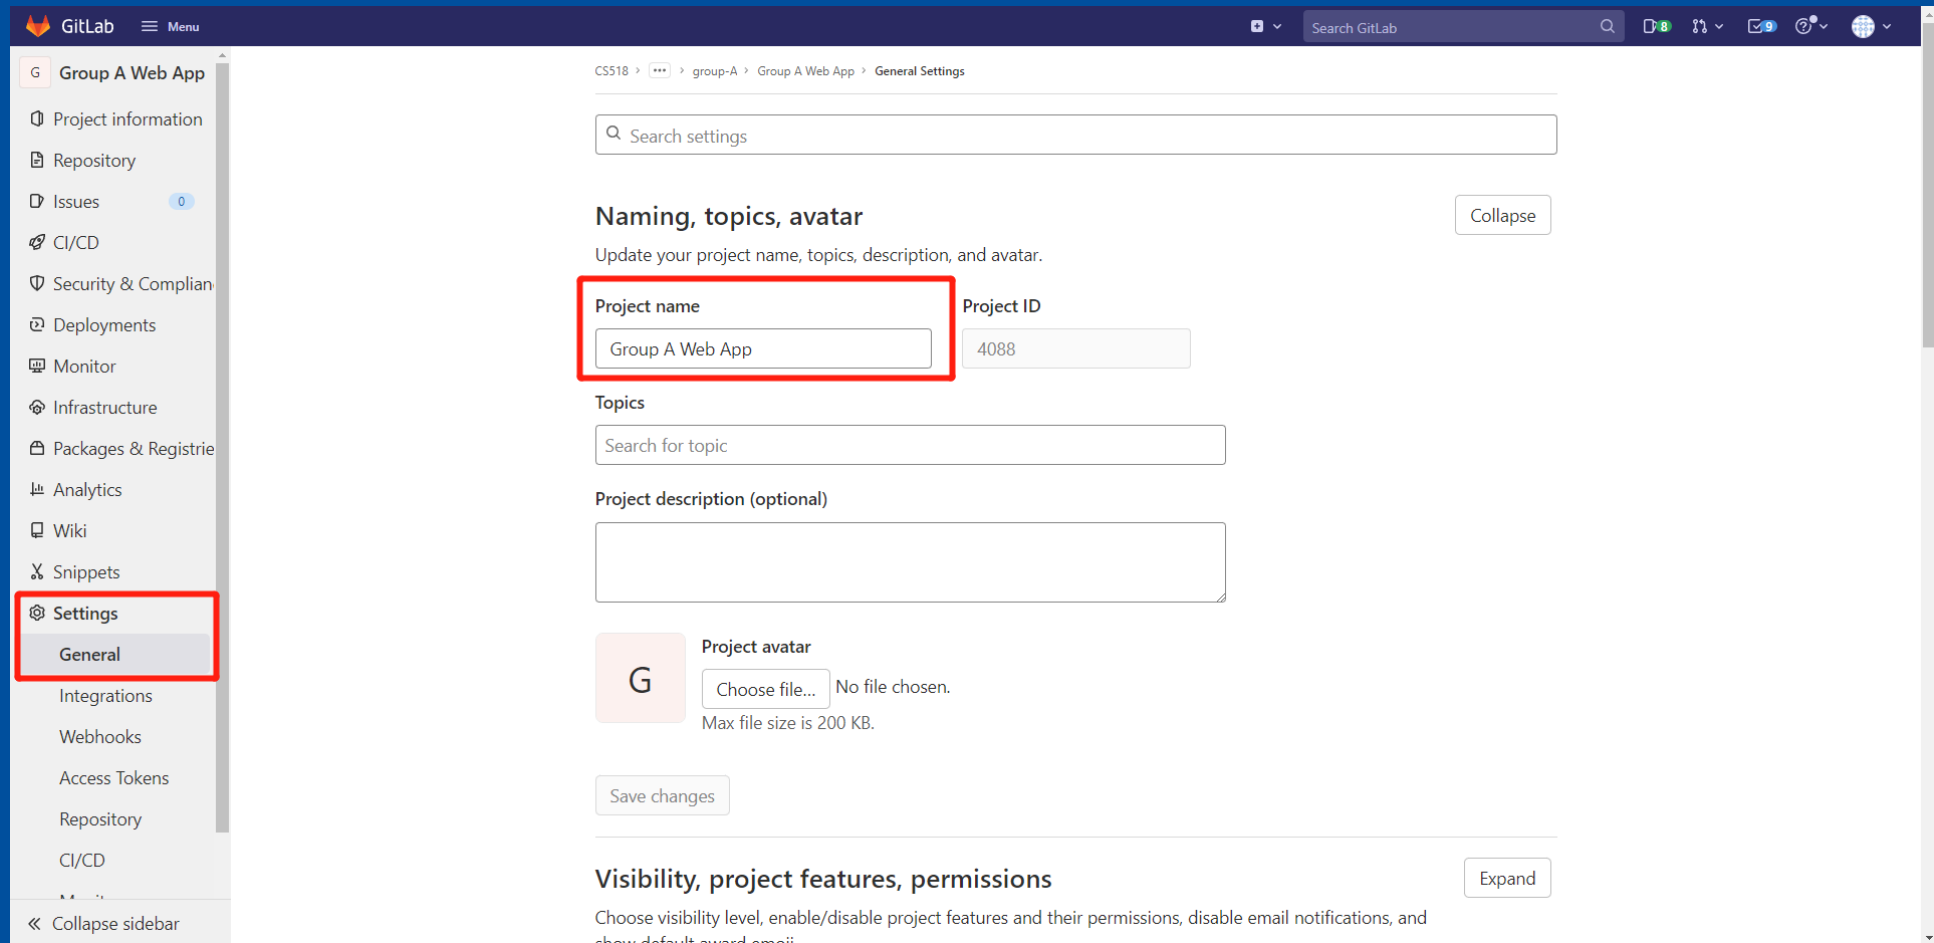 GitLab
Menu
Search GitLab
8
9
G
Group A Web App
Project information
Repository
Issues
0
CI/CD
Security & Complian
Deployments
Monitor
Infrastructure
Packages & Registrie
Analytics
Wiki
Snippets
Settings
General
Integrations
Webhooks
Access Tokens
Repository
CI/CD
Collapse sidebar
CS518 > ••• > group-A > Group A Web App > General Settings
Search settings
Naming, topics, avatar
Collapse
Update your project name, topics, description, and avatar.
Project name
Project ID
Group A Web App
4088
Topics
Search for topic
Project description (optional)
G
Project avatar
Choose file... No file chosen.
Max file size is 200 KB.
Save changes
Visibility, project features, permissions
Expand
Choose visibility level, enable/disable project features and their permissions, disable email notifications, and
show default award emoji